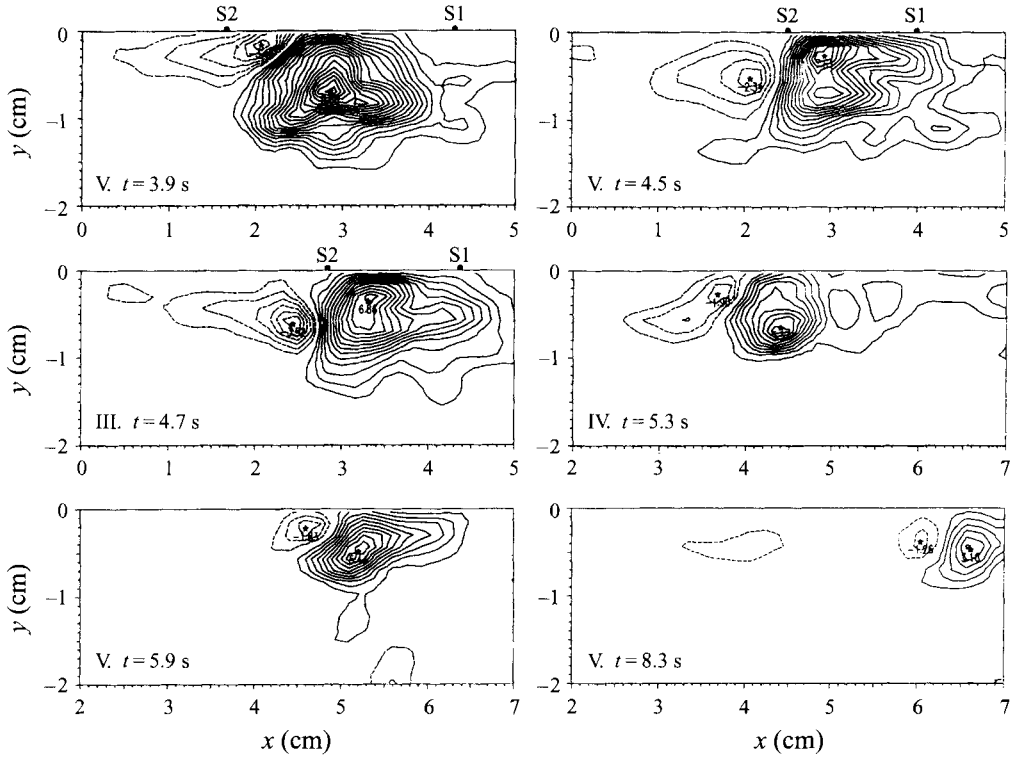 S2 S1 S2 S1
0 0
y (cm) −1 −1
V. t = 3.9 s V. t = 4.5 s
−2 −2
0 1 2 3 4 5 0 1 2 3 4 5
S2 S1
0 0
6.86
y (cm) −1 −1
III. t = 4.7 s IV. t = 5.3 s
−2 −2
0 1 2 3 4 5 2 3 4 5 6 7
0 0
y (cm) −1 −1
V. t = 5.9 s V. t = 8.3 s
−2 −2
2 3 4 5 6 7 2 3 4 5 6 7
x (cm) x (cm)